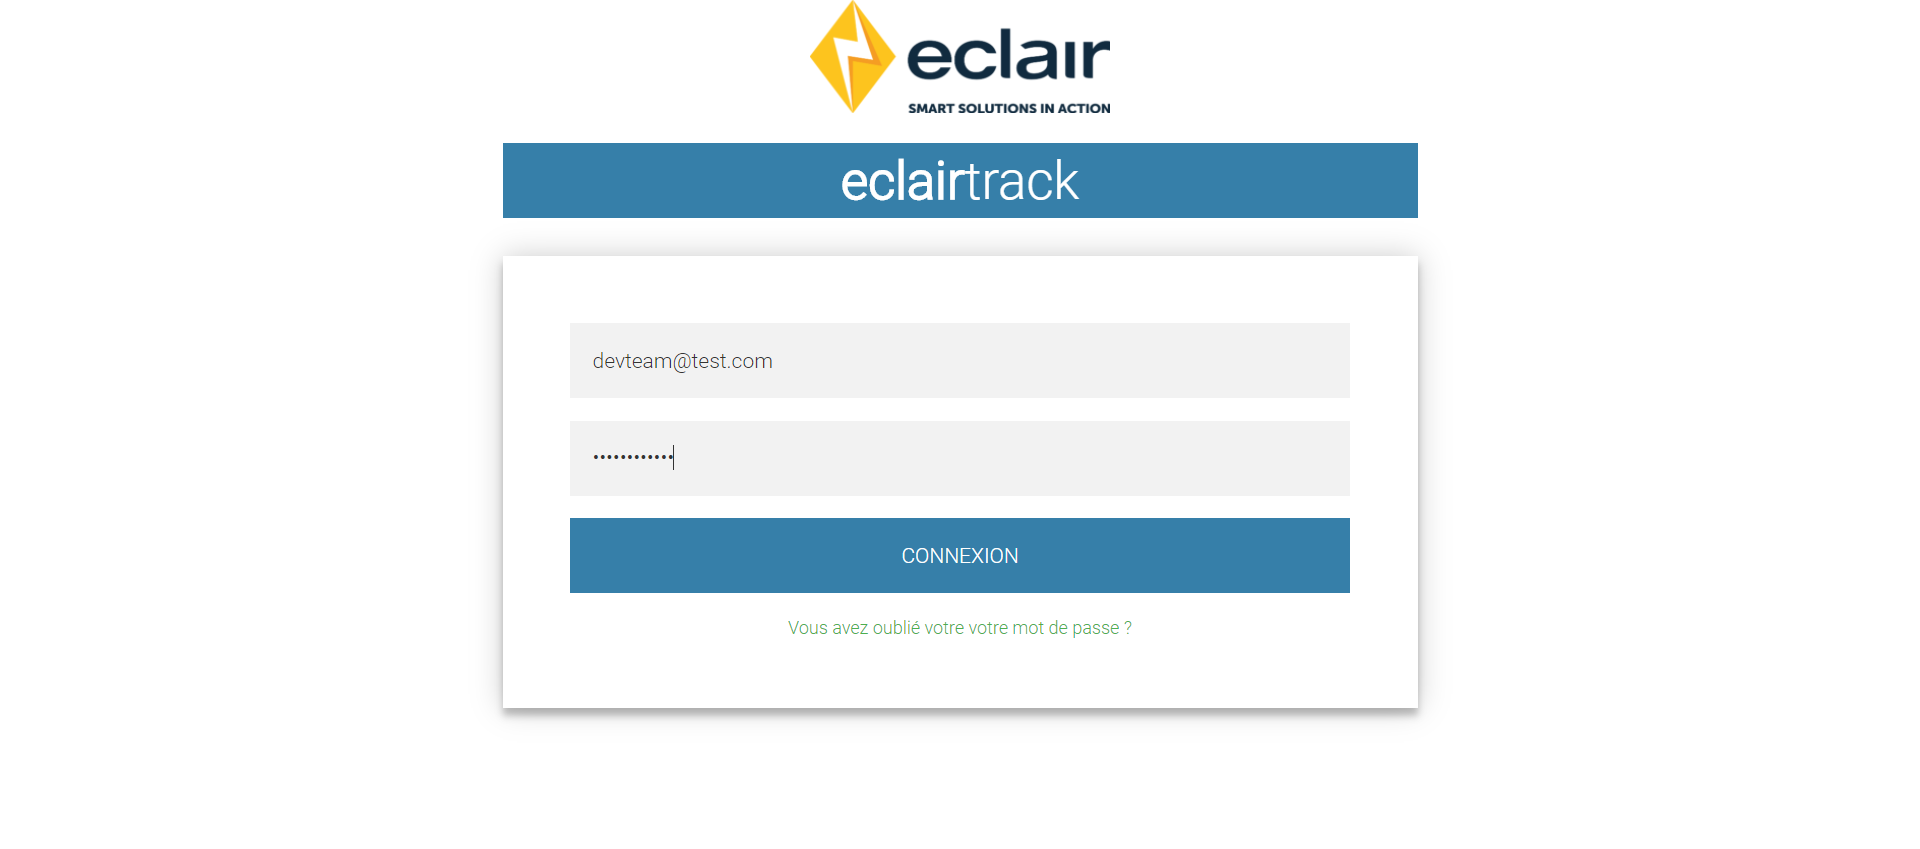 eclair
SMART SOLUTIONS IN ACTION
eclairtrack
devteam@test.com
••••••••••••
CONNEXION
Vous avez oublié votre votre mot de passe ?